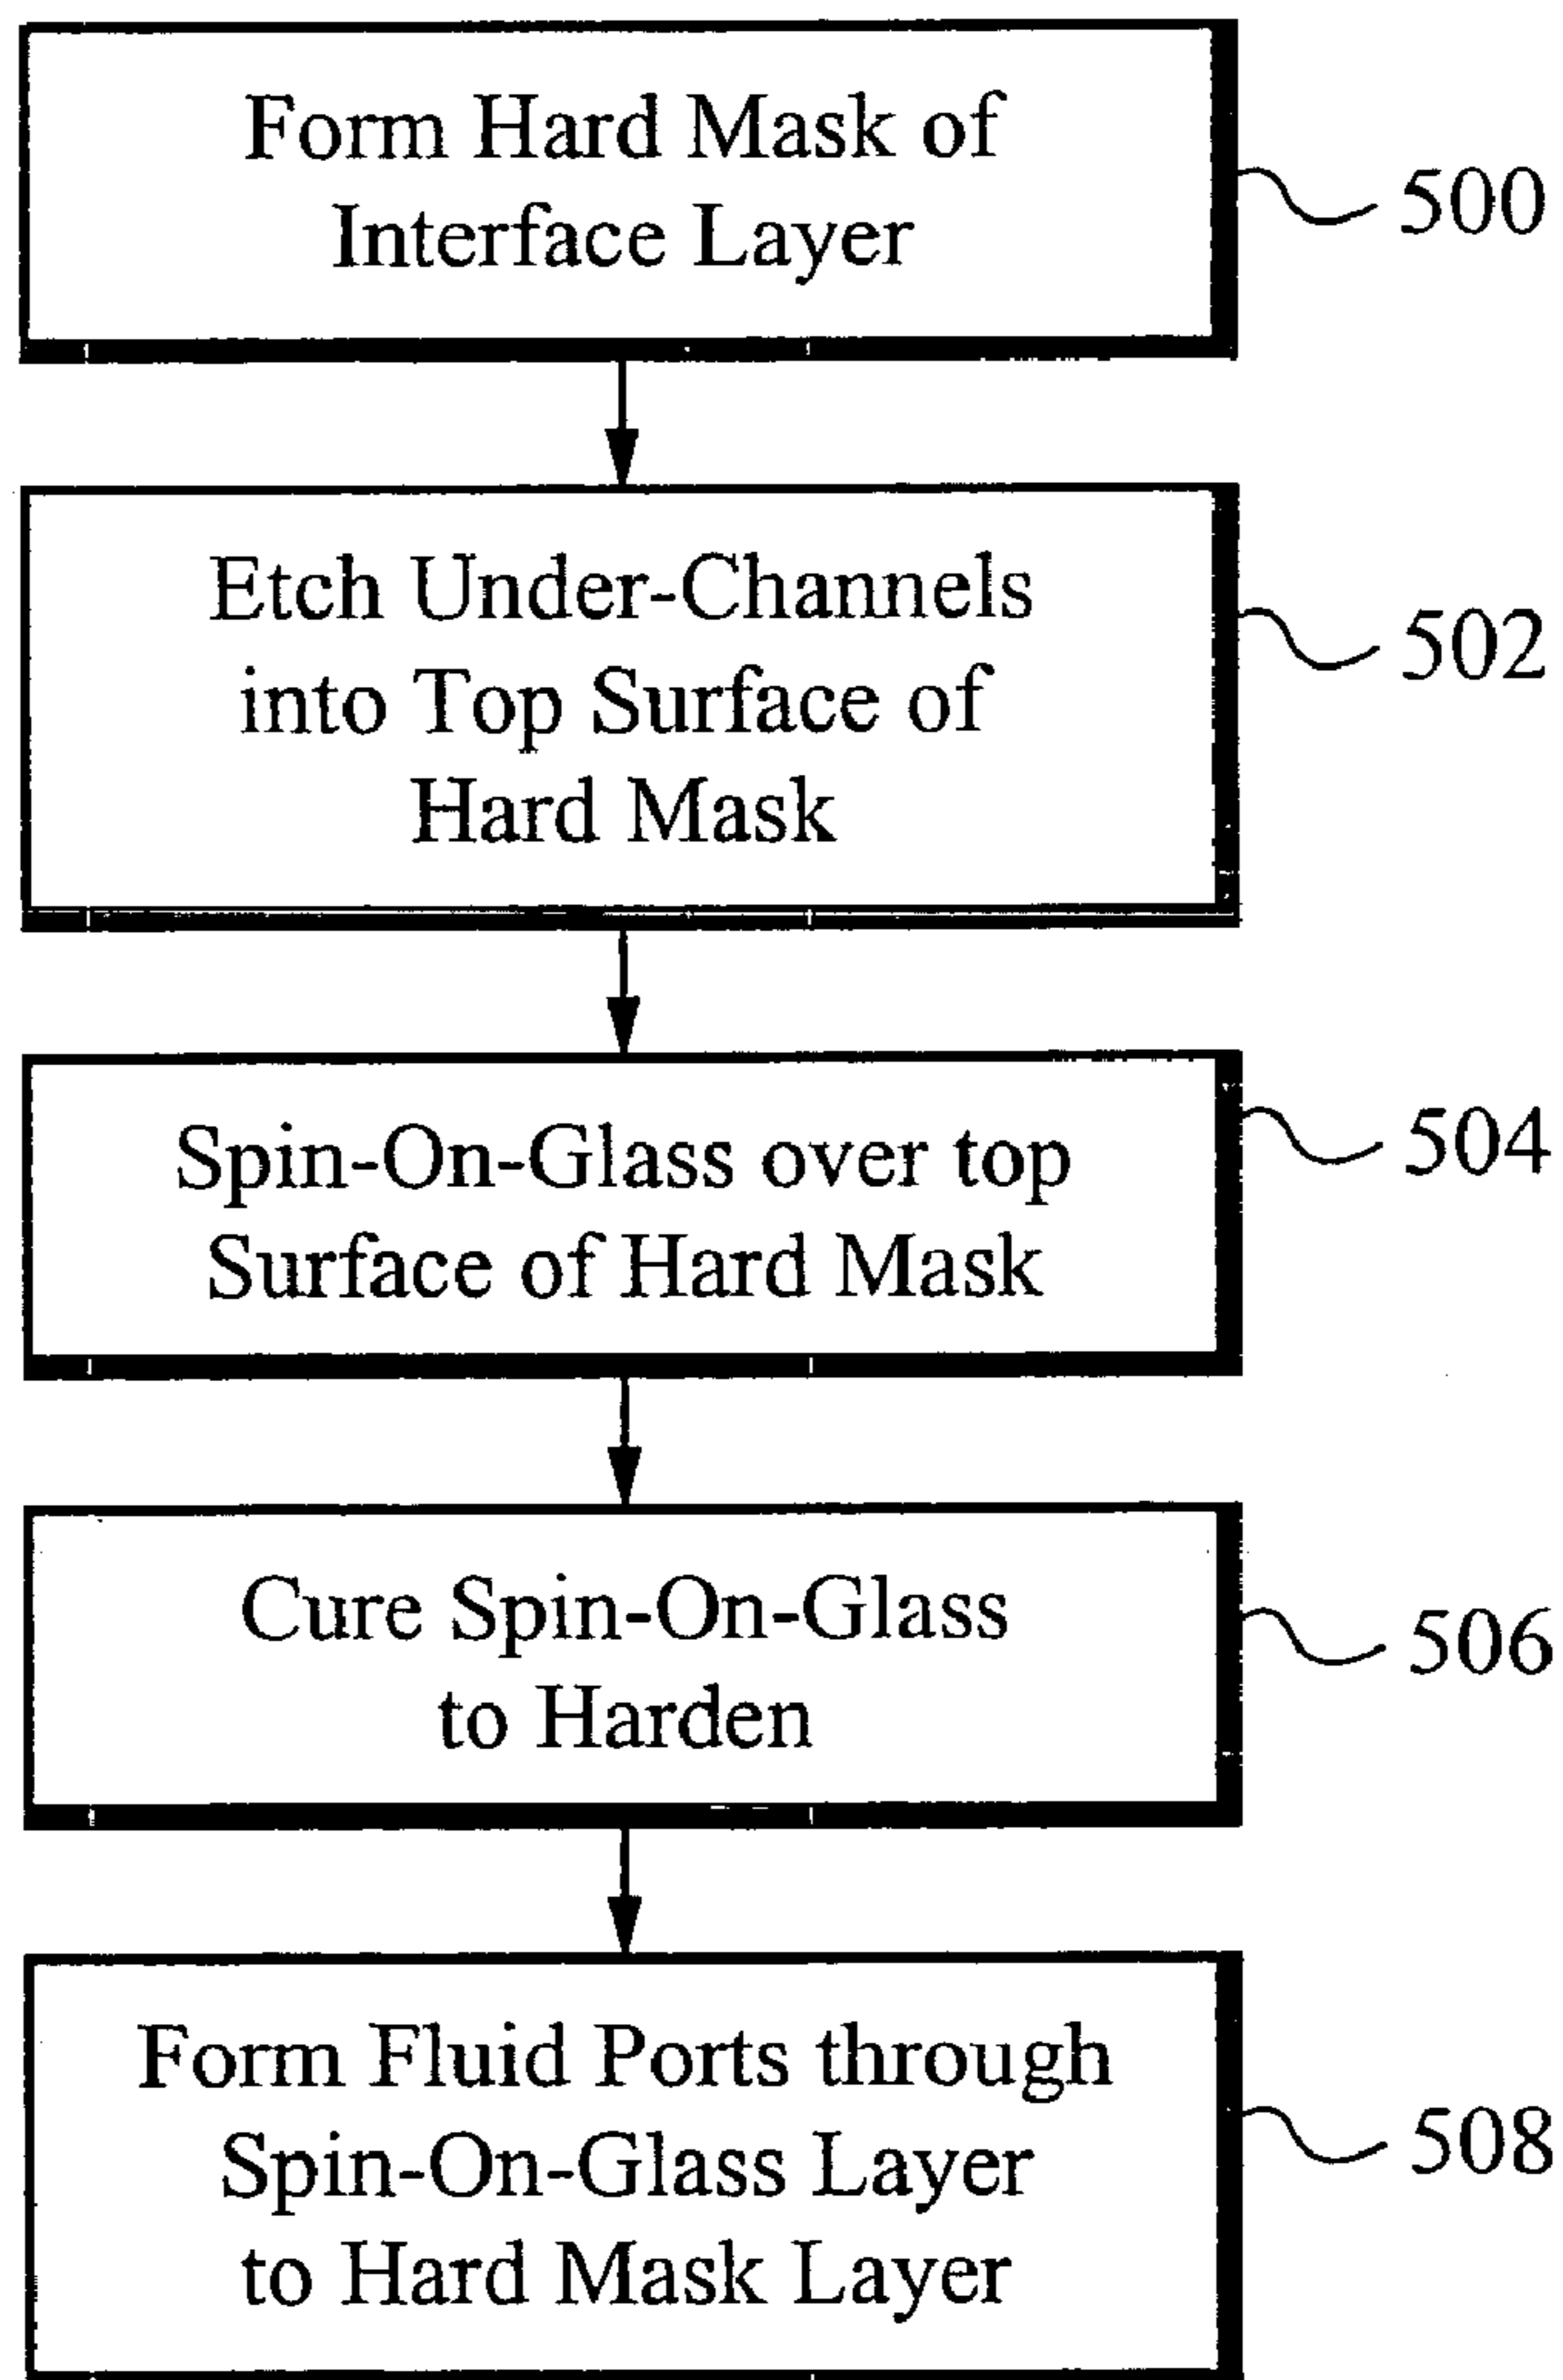 Form Hard Mask of
Interface Layer
500
Etch Under-Channels
into Top Surface of
Hard Mask
502
Spin-On-Glass over top
Surface of Hard Mask
504
Cure Spin-On-Glass
to Harden
506
Form Fluid Ports through
Spin-On-Glass Layer
to Hard Mask Layer
508